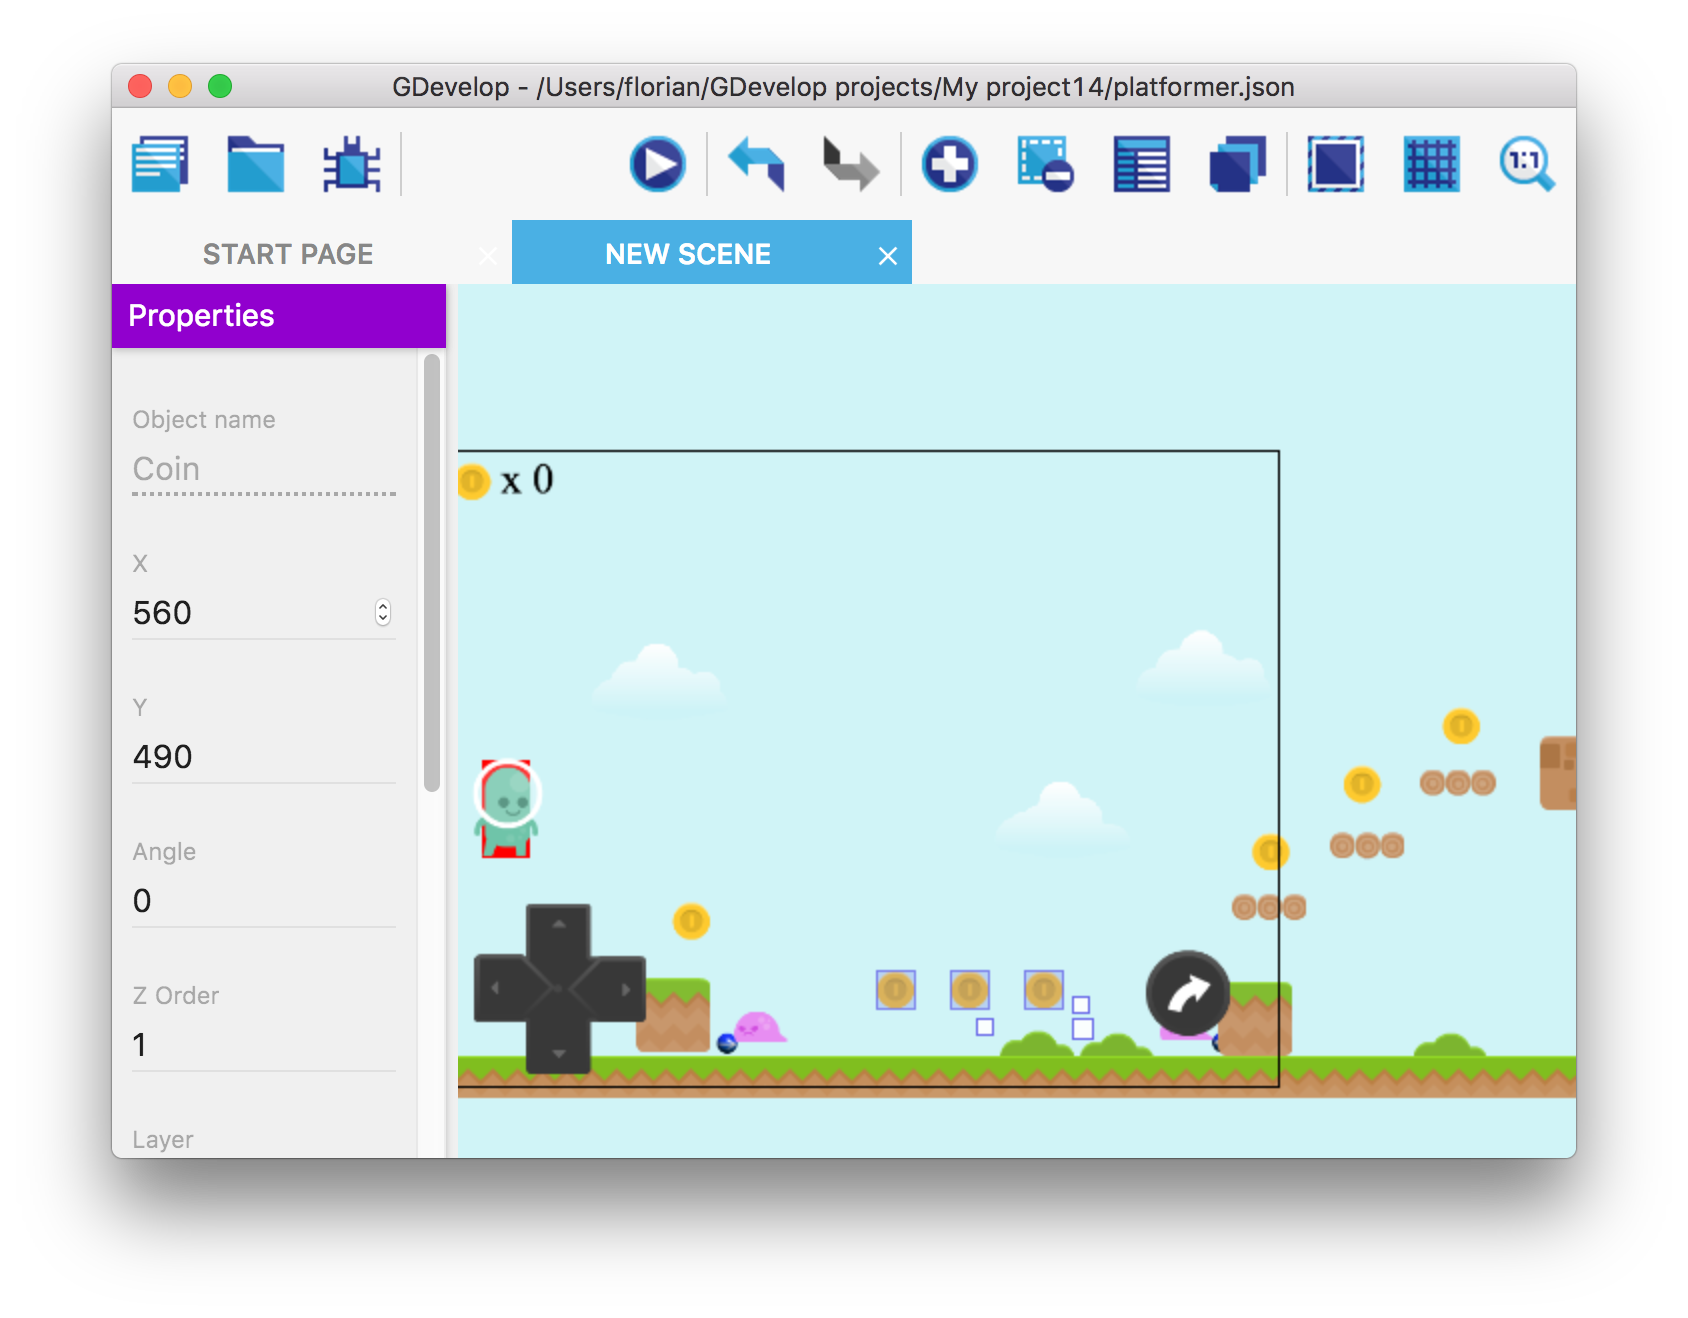 GDevelop - /Users/florian/GDevelop projects/My project14/platformer.json
1:1
START PAGE
NEW SCENE
Properties
Object name
Coin
X
560
Y
490
Angle
0
Z Order
1
Layer
x 0